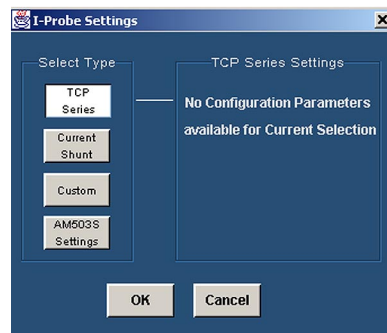 I-Probe Settings
Select Type
TCP
Series
Current
Shunt
Custom
AM503S
Settings
TCP Series Settings
No Configuration Parameters
available for Current Selection
OK
Cancel